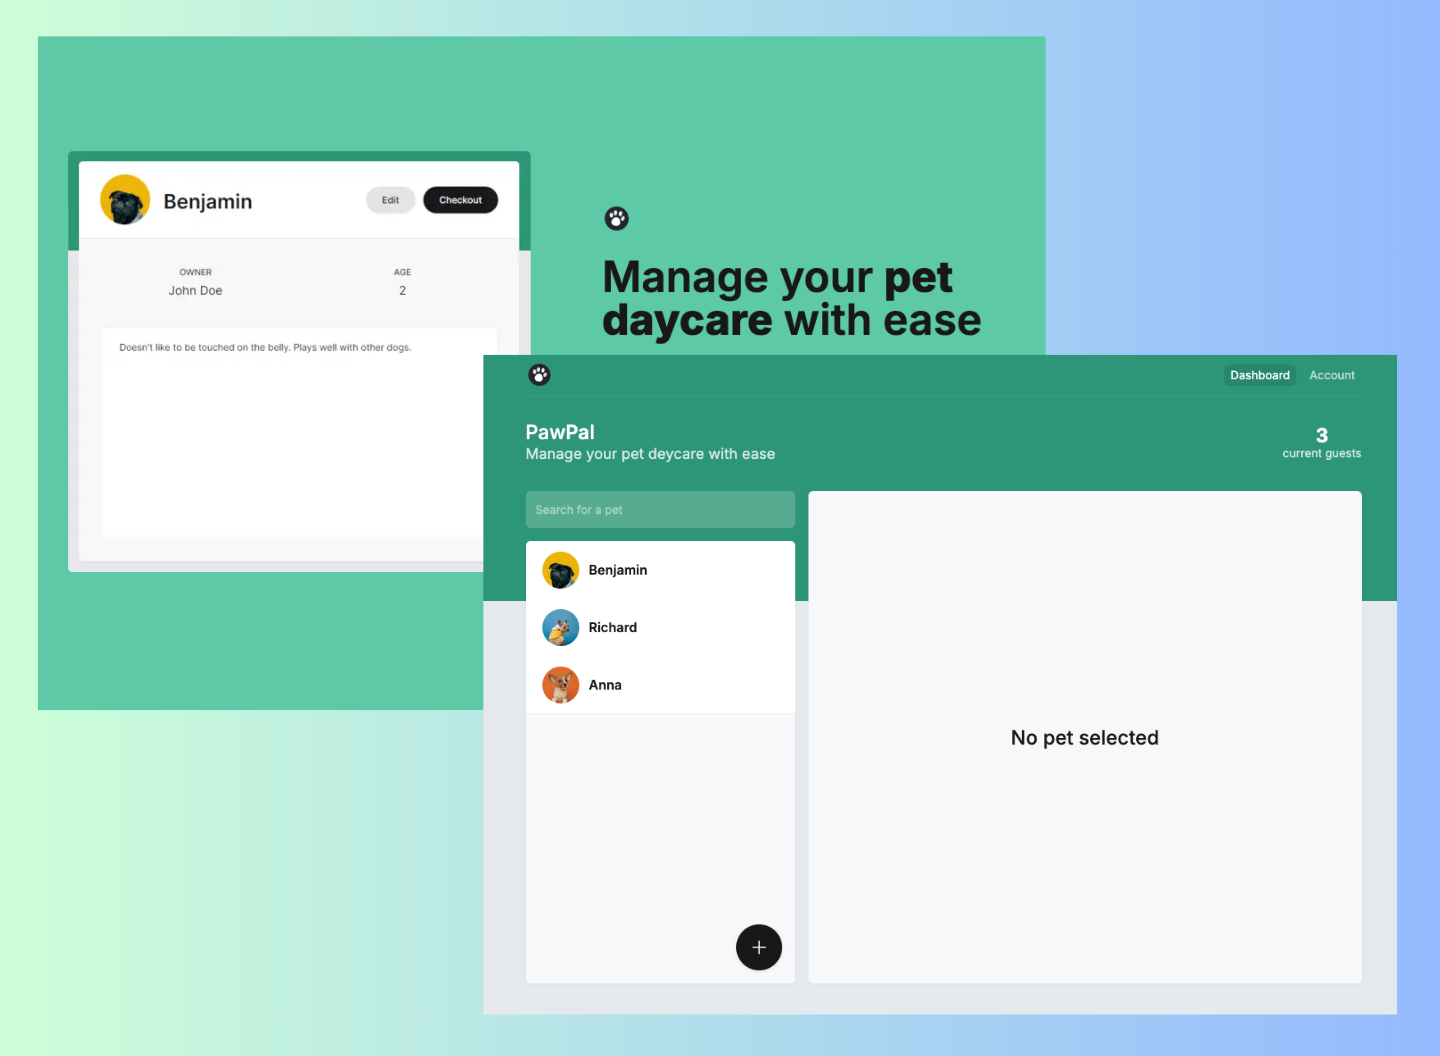 Benjamin
Edit
Checkout
OWNER
John Doe
AGE
2
Doesn't like to be touched on the belly. Plays well with other dogs.
Manage your pet
daycare with ease
Dashboard
Account
PawPal
Manage your pet deycare with ease
3
current guests
Search for a pet
Benjamin
Richard
Anna
No pet selected